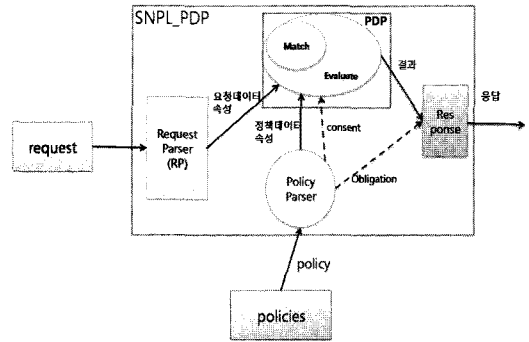 SNPL_PDP
PDP
Match
Evaluate
결과
응답
요청데이터
속성
정책데이터
속성
consent
Res
ponse
request
Request
Parser
(RP)
Policy
Parser
Obligation
policy
policies